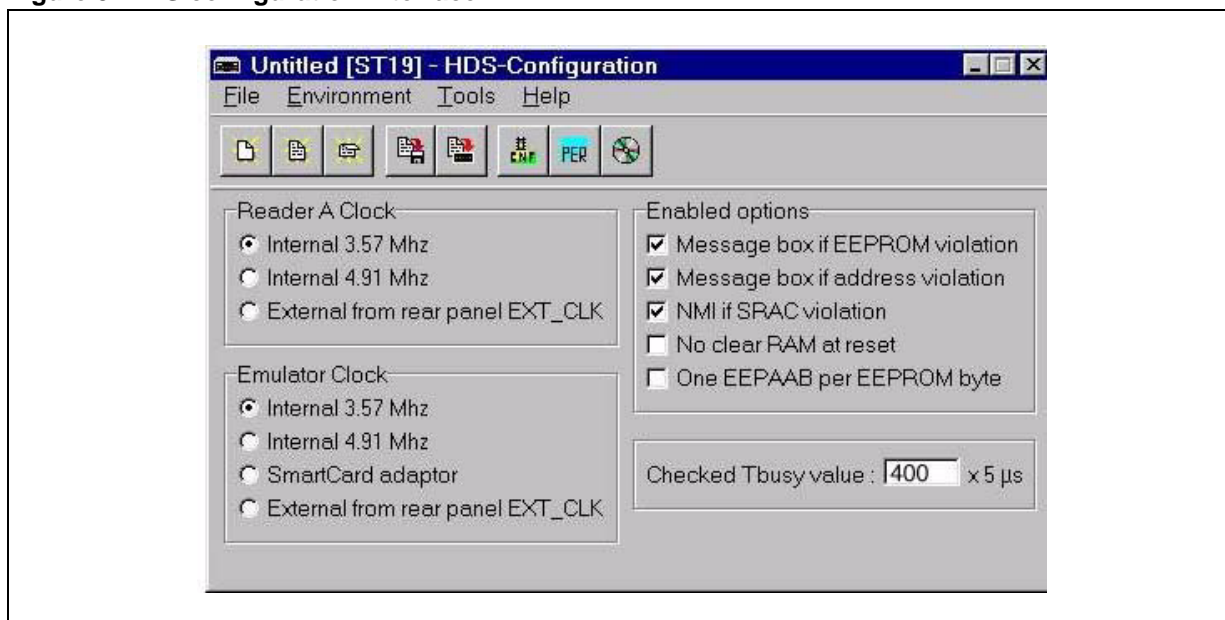 Untitled [ST19] - HDS-Configuration
File Environment Tools Help
CNF PER
Reader A Clock
Internal 3.57 Mhz
Internal 4.91 Mhz
External from rear panel EXT_CLK
Emulator Clock
Internal 3.57 Mhz
Internal 4.91 Mhz
SmartCard adaptor
External from rear panel EXT_CLK
Enabled options
Message box if EEPROM violation
Message box if address violation
NMI if SRAC violation
No clear RAM at reset
One EEPAAB per EEPROM byte
Checked Tbusy value : 400 x 5 µs